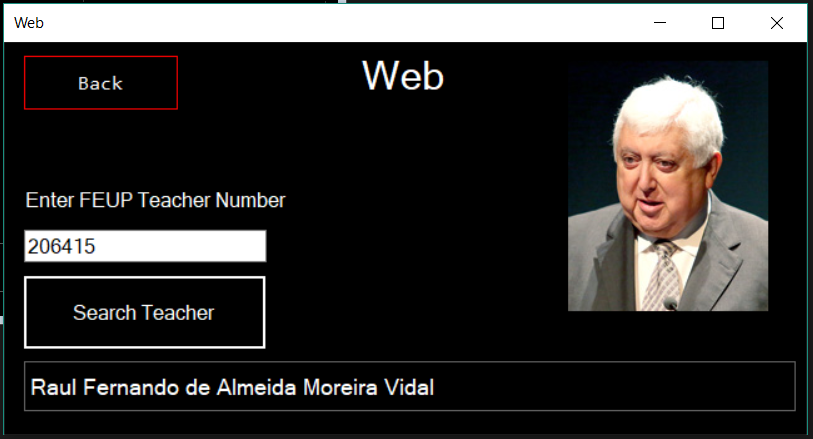 Web
Back
Web
Enter FEUP Teacher Number
206415
Search Teacher
Raul Fernando de Almeida Moreira Vidal